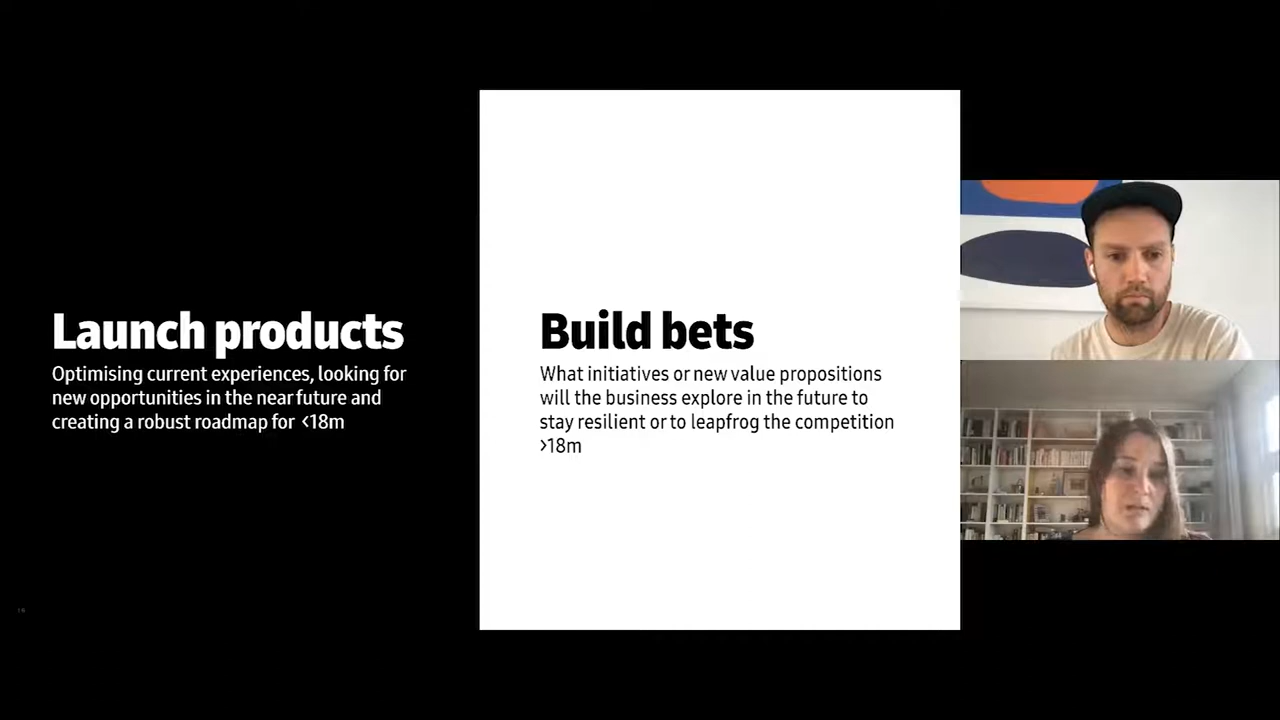 Launch products
Optimising current experiences, looking for
new opportunities in the near future and
creating a robust roadmap for <18m
Build bets
What initiatives or new value propositions
will the business explore in the future to
stay resilient or to leapfrog the competition
>18m